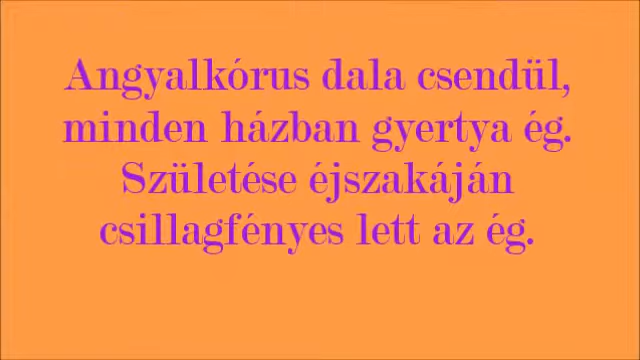 Angyalkórus dala csendül,
minden házban gyertya ég.
Születése éjszakáján
csillagfényes lett az ég.